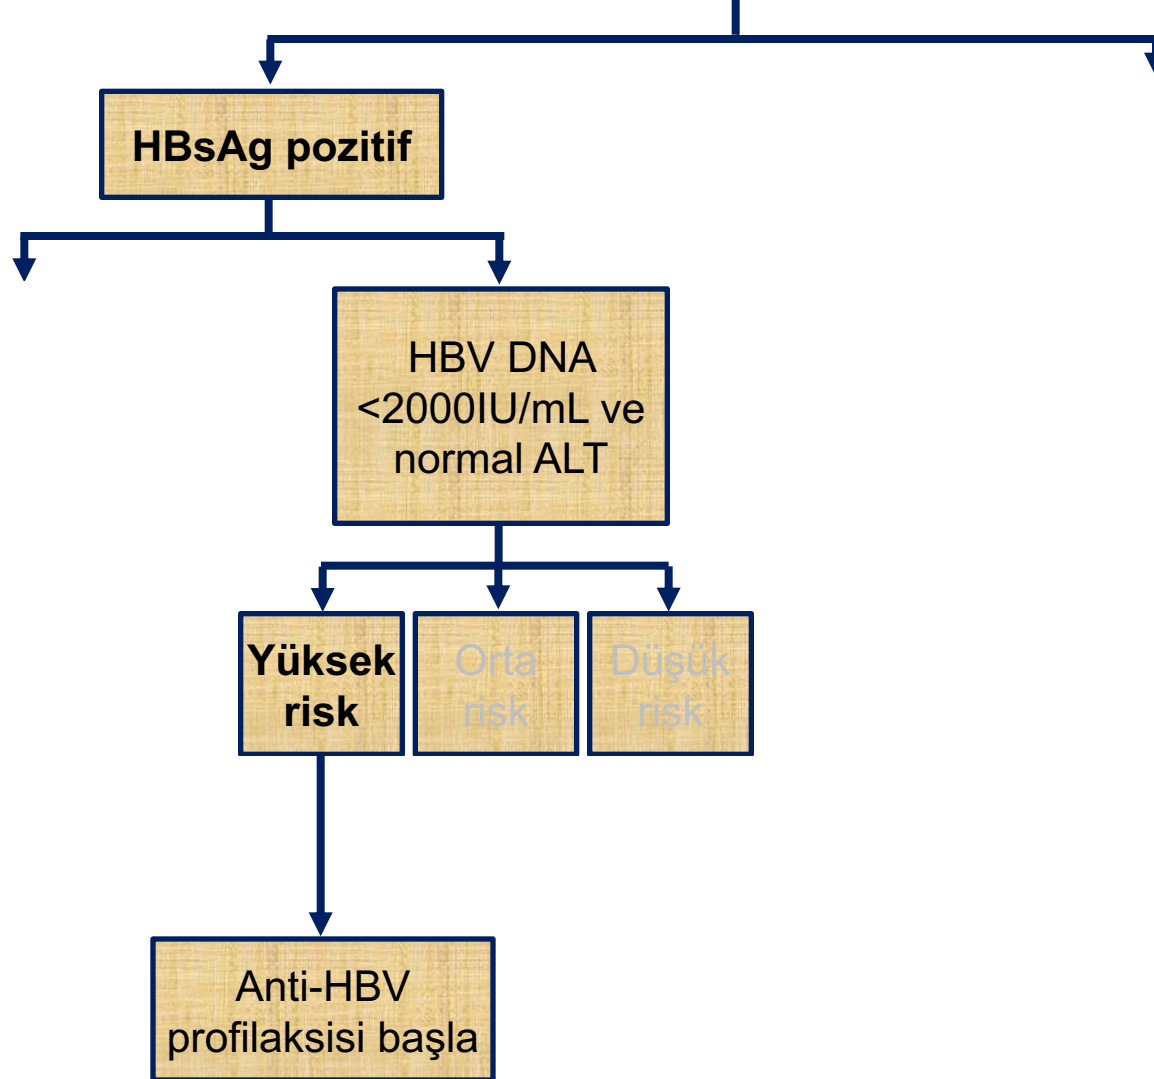 HBsAg pozitif
HBV DNA
<2000IU/mL ve
normal ALT
Yüksek
risk
Orta
risk
Düşük
risk
Anti-HBV
profilaksisi başla